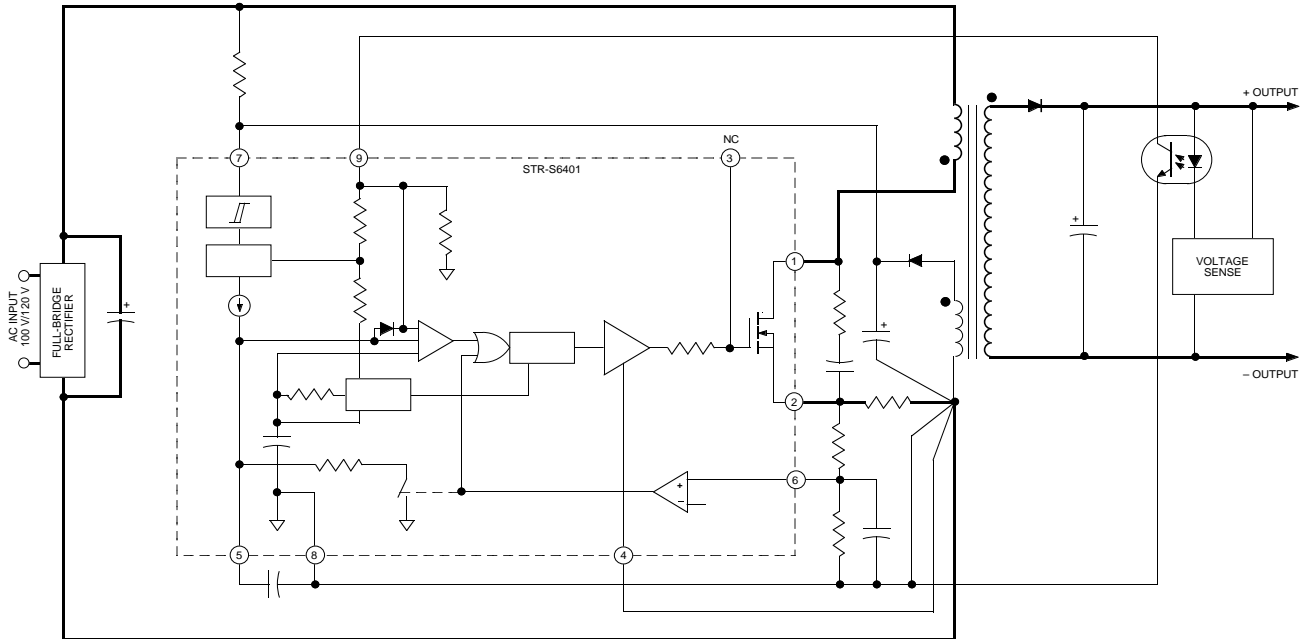 + OUTPUT
7
9
NC
3
STR-S6401
1
VOLTAGE
SENSE
AC INPUT
100 V/120 V
FULL-BRIDGE
RECTIFIER
+
+
+
– OUTPUT
2
+
–
6
5
8
4